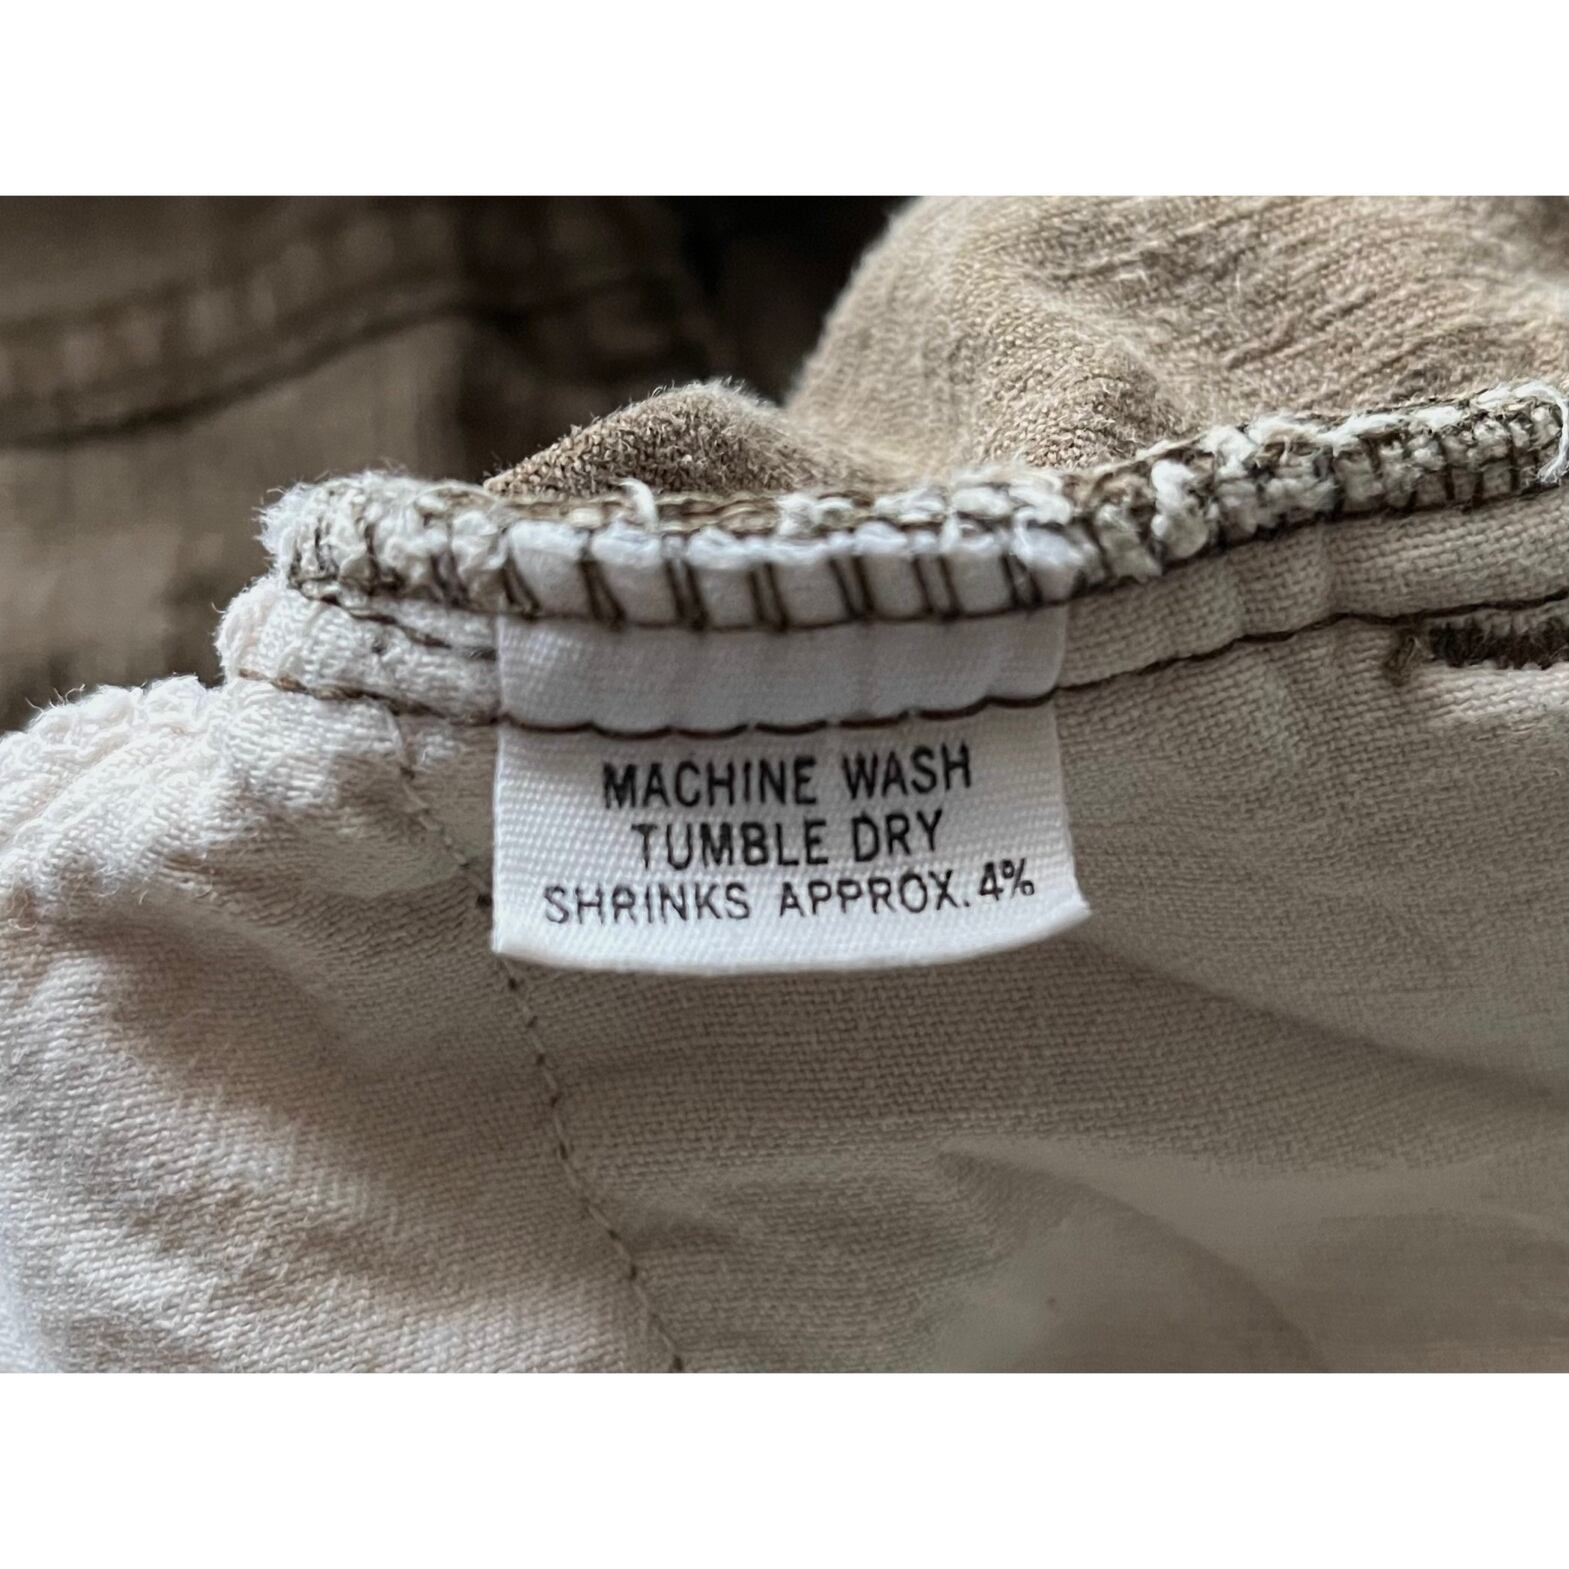 MACHINE WASH
TUMBLE DRY
SHRINKS APPROX. 4%